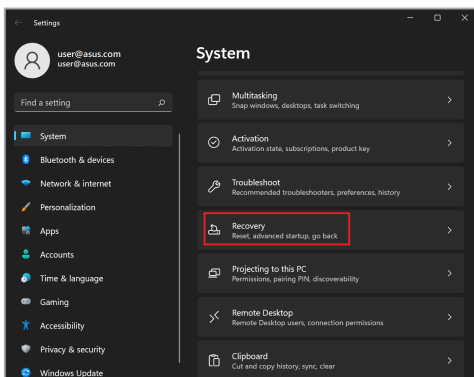 Settings
user@asus.com
user@asus.com
Find a setting
System
Bluetooth & devices
Network & internet
Personalization
Apps
Accounts
Time & language
Gaming
Accessibility
Privacy & security
Windows Update
System
Multitasking
Snap windows, desktops, task switching
Activation
Activation state, subscriptions, product key
Troubleshoot
Recommended troubleshooters, preferences, history
Recovery
Reset, advanced startup, go back
Projecting to this PC
Permissions, pairing PIN, discoverability
Remote Desktop
Remote Desktop users, connection permissions
Clipboard
Cut and copy history, sync, clear